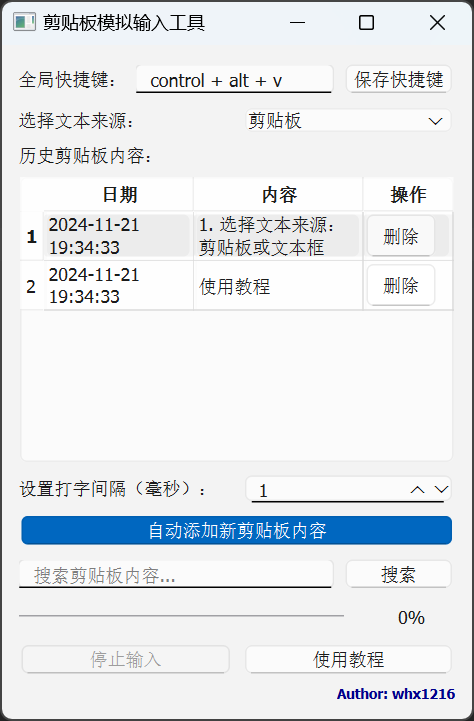 剪贴板模拟输入工具
全局快捷键： control + alt + v 保存快捷键
选择文本来源： 剪贴板
历史剪贴板内容：
日期 内容 操作
1 2024-11-21 1. 选择文本来源： 删除
19:34:33 剪贴板或文本框
2 2024-11-21 使用教程 删除
19:34:33
设置打字间隔（毫秒）： 1
自动添加新剪贴板内容
搜索剪贴板内容... 搜索
0%
停止输入 使用教程
Author: whx1216